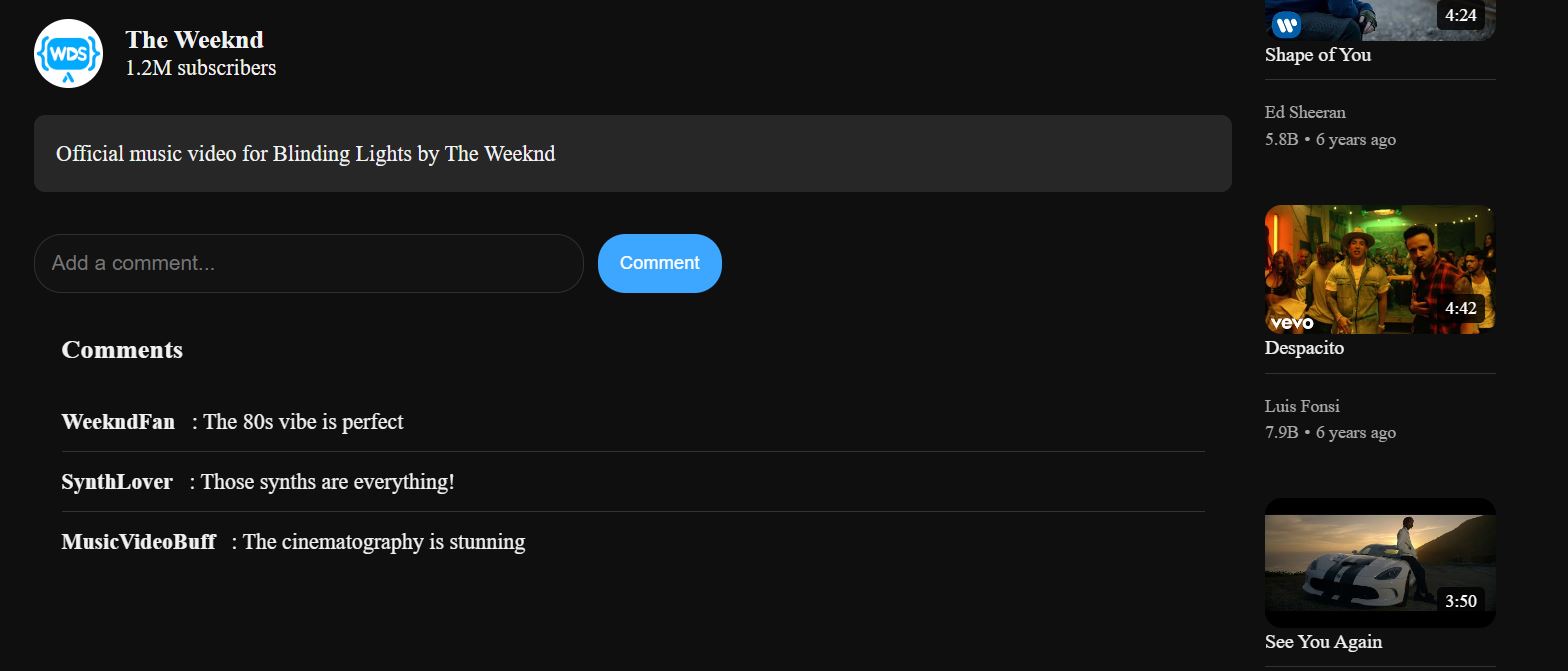 WDS
The Weeknd
1.2M subscribers
Official music video for Blinding Lights by The Weeknd
Add a comment...
Comment
Comments
WeekndFan : The 80s vibe is perfect
SynthLover : Those synths are everything!
MusicVideoBuff : The cinematography is stunning
4:24
Shape of You
Ed Sheeran
5.8B • 6 years ago
vevo
4:42
Despacito
Luis Fonsi
7.9B • 6 years ago
3:50
See You Again